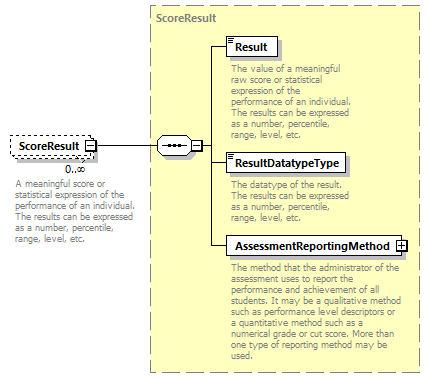 ScoreResult
Result
The value of a meaningful
raw score or statistical
expression of the
performance of an individual.
The results can be expressed
as a number, percentile,
range, level, etc.
ScoreResult
0..∞
A meaningful score or
statistical expression of the
performance of an individual.
The results can be expressed
as a number, percentile,
range, level, etc.
ResultDatatypeType
The datatype of the result.
The results can be expressed
as a number, percentile,
range, level, etc.
AssessmentReportingMethod
The method that the administrator of the
assessment uses to report the
performance and achievement of all
students. It may be a qualitative method
such as performance level descriptors or
a quantitative method such as a
numerical grade or cut score. More than
one type of reporting method may be
used.